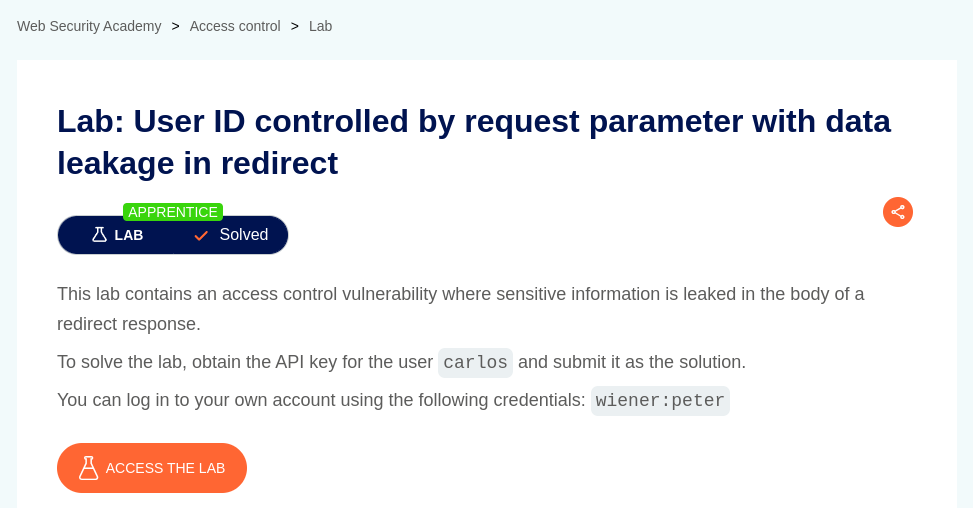 Web Security Academy > Access control > Lab
Lab: User ID controlled by request parameter with data
leakage in redirect
APPRENTICE
LAB Solved
This lab contains an access control vulnerability where sensitive information is leaked in the body of a
redirect response.
To solve the lab, obtain the API key for the user carlos and submit it as the solution.
You can log in to your own account using the following credentials: wiener:peter
ACCESS THE LAB